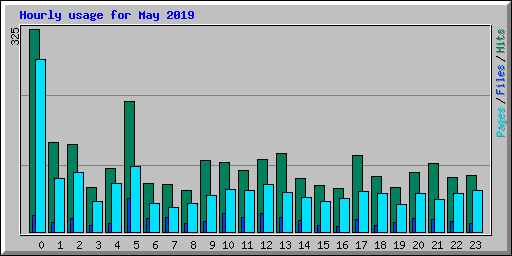 Hourly usage for May 2019
325
Pages/Files/Hits
0 1 2 3 4 5 6 7 8 9 10 11 12 13 14 15 16 17 18 19 20 21 22 23